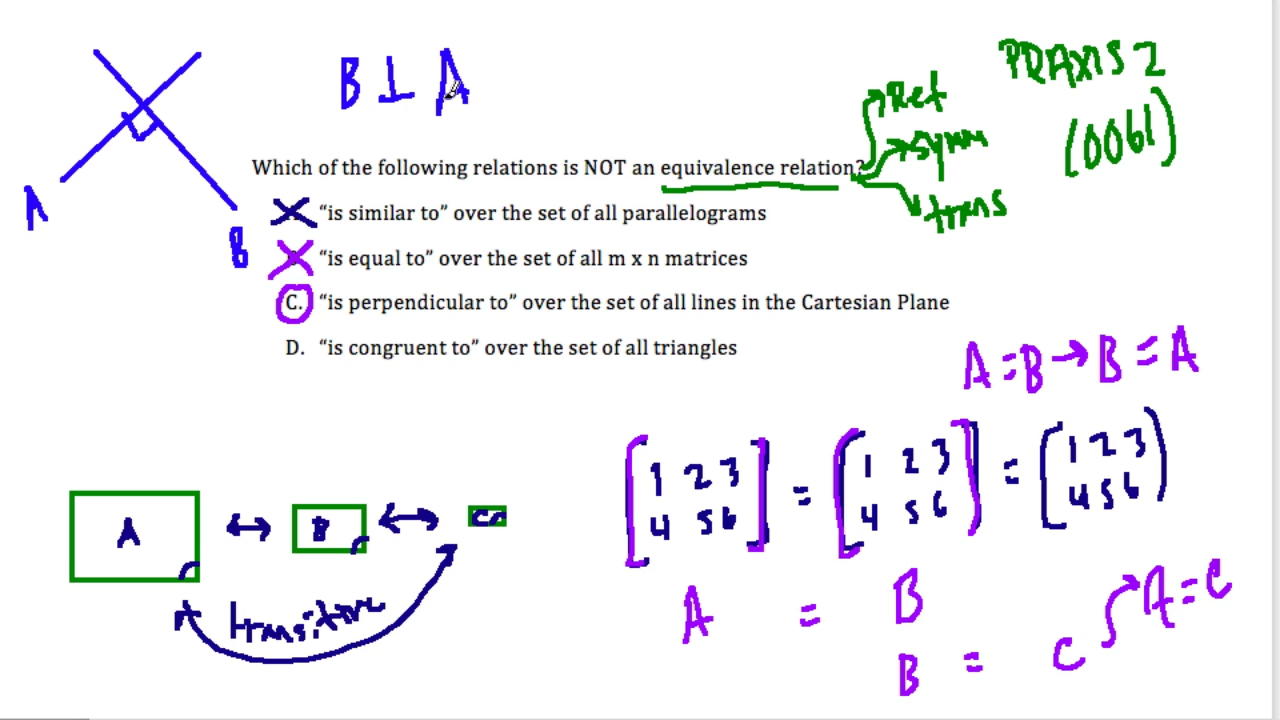 B ⊥ A
PRAXIS 2
(0061)
Ref
symm
trans
A
B
Which of the following relations is NOT an equivalence relation?
“is similar to” over the set of all parallelograms
“is equal to” over the set of all m x n matrices
C. “is perpendicular to” over the set of all lines in the Cartesian Plane
D. “is congruent to” over the set of all triangles
A = B → B = A
[1 2 3 = [1 2 3 = [1 2 3
4 5 6] 4 5 6] 4 5 6]
A ↔ B ↔ C
transitive
A = B
B = C
A = C